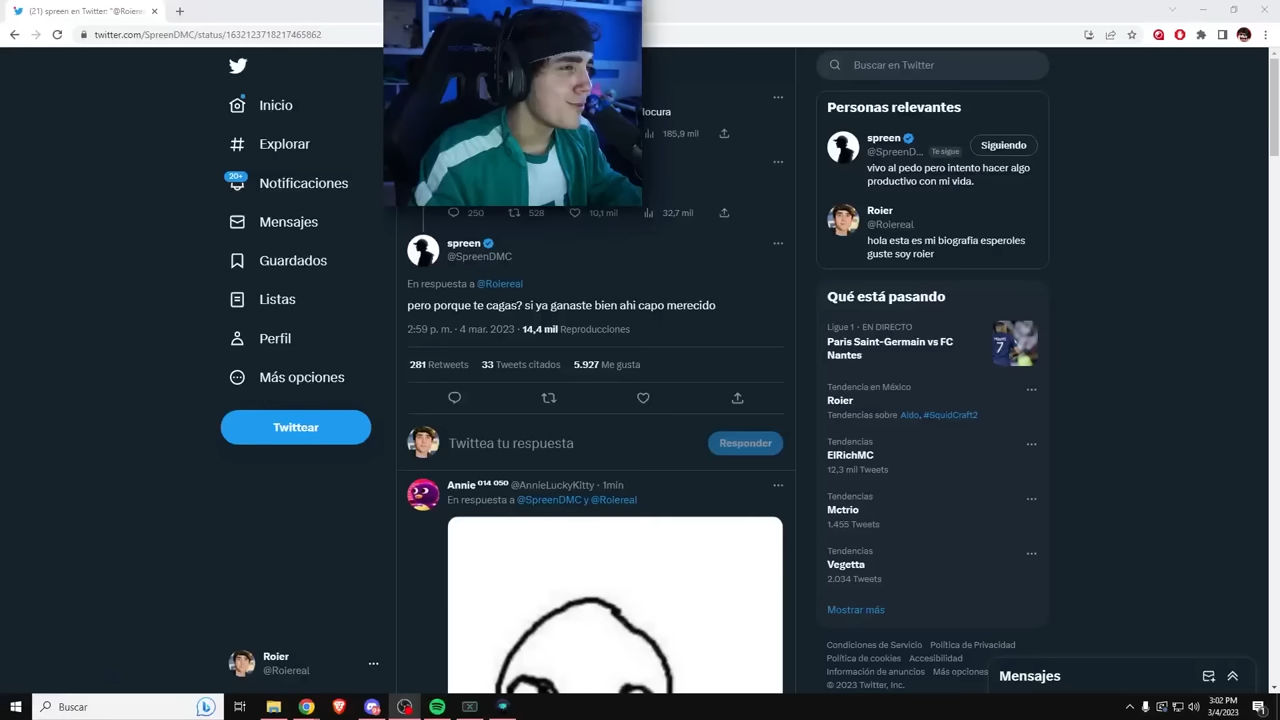 (21) spreen en Twitter: "@Roiere
twitter.com/SpreenDMC/status/1632123718217465862
Inicio
Explorar
20+
Notificaciones
Mensajes
Guardados
Listas
Perfil
Más opciones
Twittear
Roier
@Roiereal
locura
185,9 mil
250
528
10,1 mil
32,7 mil
spreen
@SpreenDMC
En respuesta a @Roiereal
pero porque te cagas? si ya ganaste bien ahi capo merecido
2:59 p. m. · 4 mar. 2023 · 14,4 mil Reproducciones
281 Retweets 33 Tweets citados 5.927 Me gusta
Twittea tu respuesta
Responder
Annie 014 050 @AnnieLuckyKitty · 1min
En respuesta a @SpreenDMC y @Roiereal
Buscar en Twitter
Personas relevantes
spreen
@SpreenD... Te sigue
Siguiendo
vivo al pedo pero intento hacer algo
productivo con mi vida.
Roier
@Roiereal
hola esta es mi biografia esperoles
guste soy roier
Qué está pasando
Ligue 1 · EN DIRECTO
Paris Saint-Germain vs FC
Nantes
7
Tendencia en México
Roier
Tendencias sobre Aldo, #SquidCraft2
Tendencias
ElRichMC
12,3 mil Tweets
Tendencias
Mctrio
1.455 Tweets
Tendencias
Vegetta
2.034 Tweets
Mostrar más
Condiciones de Servicio Política de Privacidad
Política de cookies Accesibilidad
Información de anuncios Más opciones
© 2023 Twitter, Inc.
Mensajes
Buscar
3:02 PM
3/4/2023